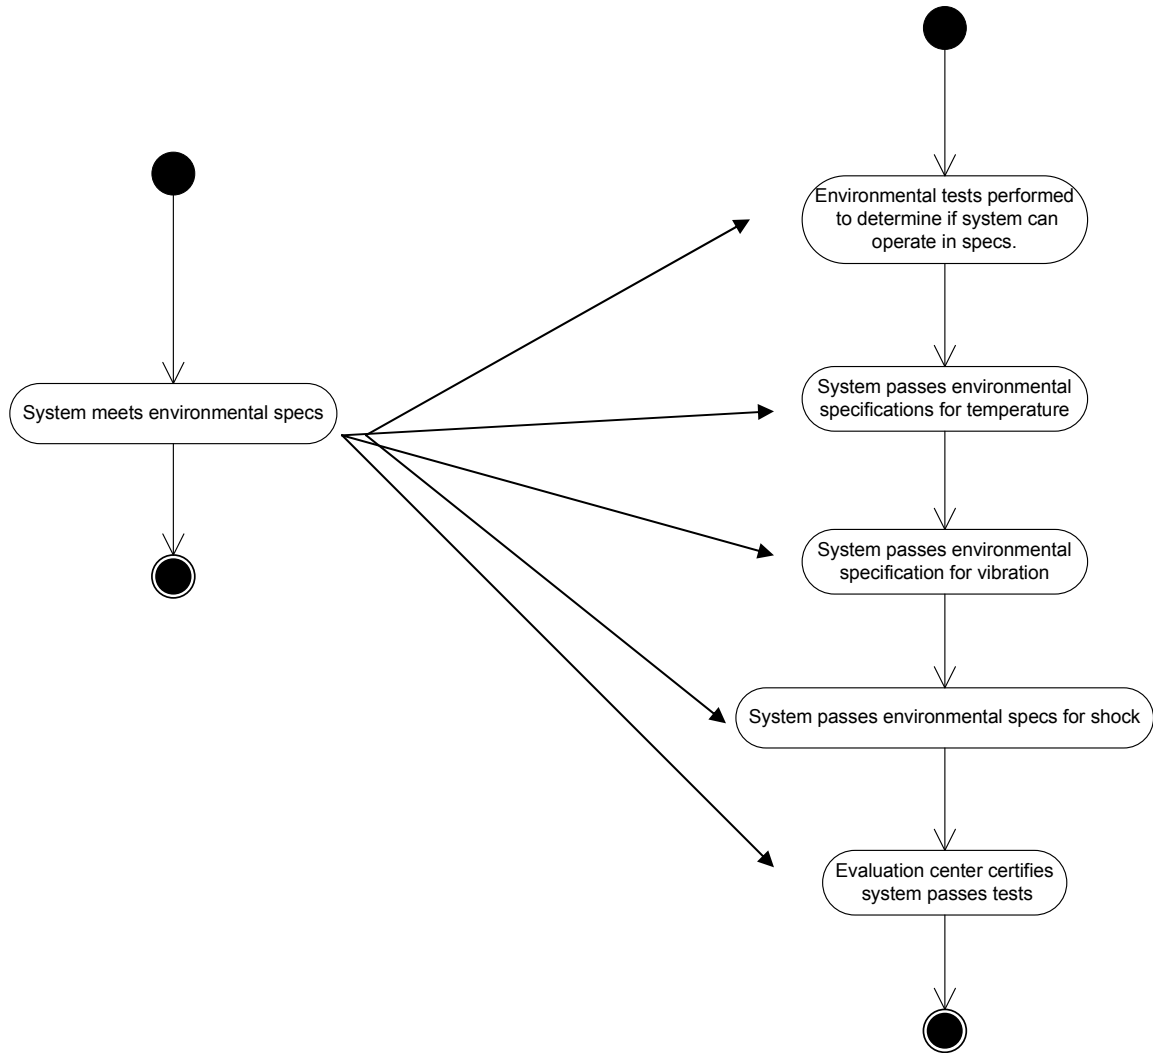 System meets environmental specs
Environmental tests performed
to determine if system can
operate in specs.
System passes environmental
specifications for temperature
System passes environmental
specification for vibration
System passes environmental specs for shock
Evaluation center certifies
system passes tests